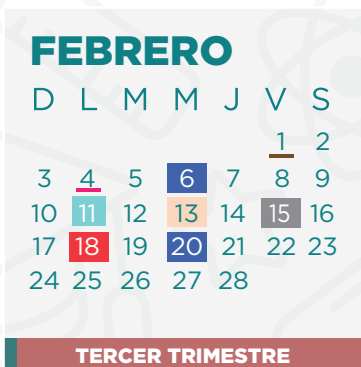 FEBRERO
D L M M J V S
1 2
3 4 5 6 7 8 9
10 11 12 13 14 15 16
17 18 19 20 21 22 23
24 25 26 27 28
TERCER TRIMESTRE